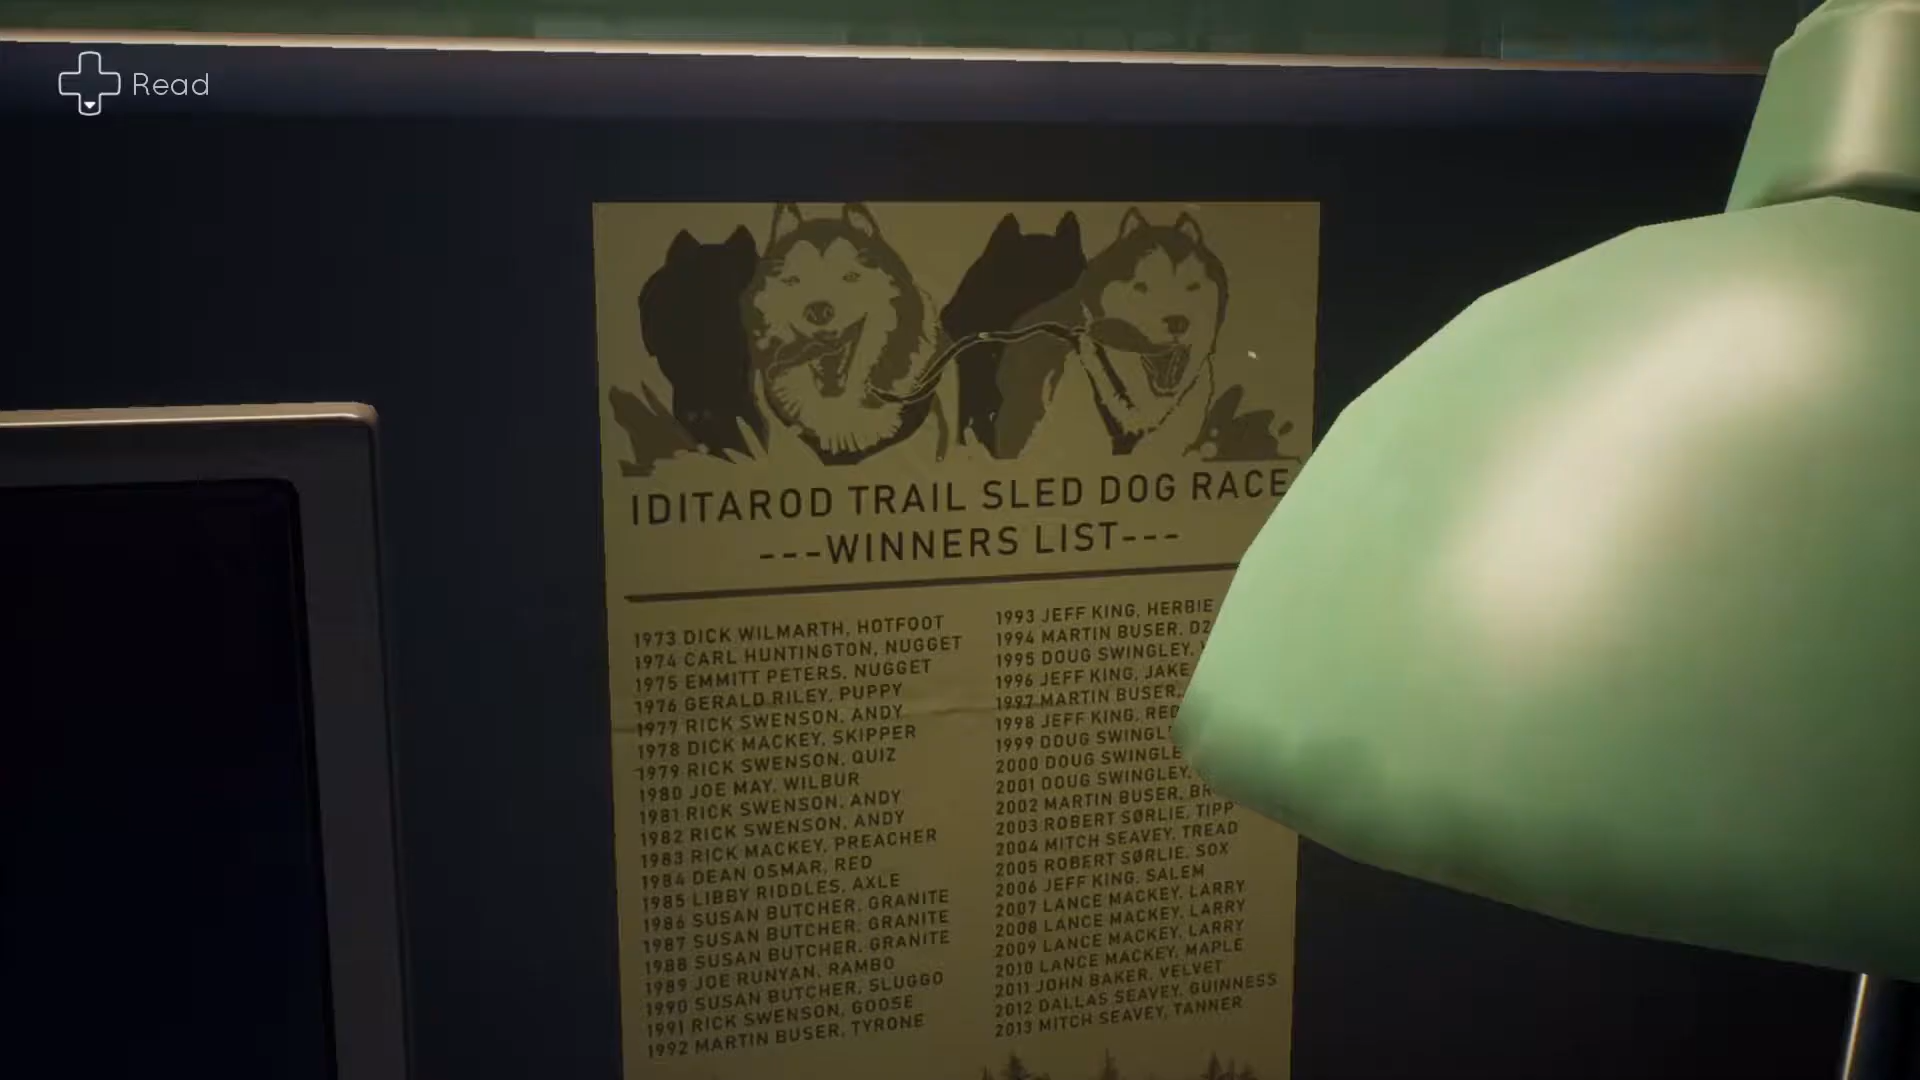 Read
IDITAROD TRAIL SLED DOG RACE
---WINNERS LIST---
1973 DICK WILMARTH, HOTFOOT
1974 CARL HUNTINGTON, NUGGET
1975 EMMITT PETERS, NUGGET
1976 GERALD RILEY, PUPPY
1977 RICK SWENSON, ANDY
1978 DICK MACKEY, SKIPPER
1979 RICK SWENSON, QUIZ
1980 JOE MAY, WILBUR
1981 RICK SWENSON, ANDY
1982 RICK SWENSON, ANDY
1983 RICK MACKEY, PREACHER
1984 DEAN OSMAR, RED
1985 LIBBY RIDDLES, AXLE
1986 SUSAN BUTCHER, GRANITE
1987 SUSAN BUTCHER, GRANITE
1988 SUSAN BUTCHER, GRANITE
1989 JOE RUNYAN, RAMBO
1990 SUSAN BUTCHER, SLUGGO
1991 RICK SWENSON, GOOSE
1992 MARTIN BUSER, TYRONE
1993 JEFF KING, HERBIE
1994 MARTIN BUSER, D2
1995 DOUG SWINGLEY,
1996 JEFF KING, JAKE
1997 MARTIN BUSER,
1998 JEFF KING, RED
1999 DOUG SWINGL
2000 DOUG SWINGLE
2001 DOUG SWINGLEY,
2002 MARTIN BUSER, BR
2003 ROBERT SØRLIE, TIPP
2004 MITCH SEAVEY, TREAD
2005 ROBERT SØRLIE, SOX
2006 JEFF KING, SALEM
2007 LANCE MACKEY, LARRY
2008 LANCE MACKEY, LARRY
2009 LANCE MACKEY, LARRY
2010 LANCE MACKEY, MAPLE
2011 JOHN BAKER, VELVET
2012 DALLAS SEAVEY, GUINNESS
2013 MITCH SEAVEY, TANNER